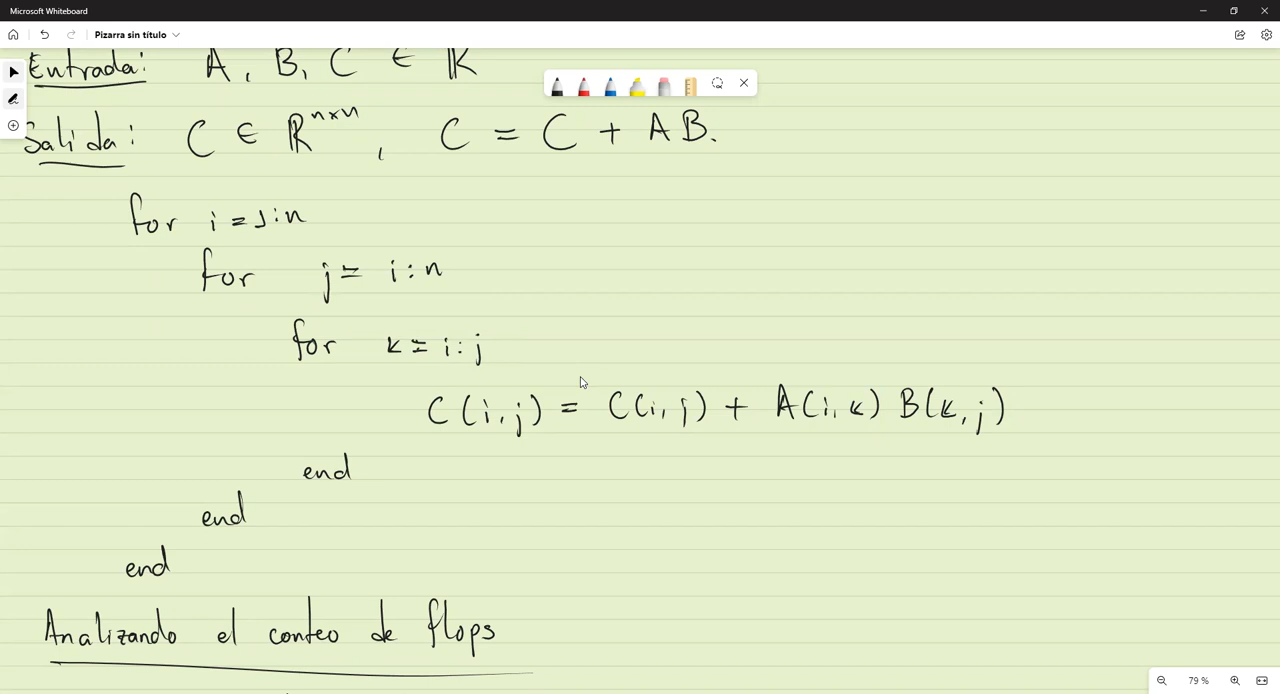 Microsoft Whiteboard
Pizarra sin título
Entrada: A, B, C ∈ ℝ
Salida: C ∈ ℝ^{n×n}, C = C + AB.
for i = 1:n
for j = i:n
for k = i:j
C(i,j) = C(i,j) + A(i,k) B(k,j)
end
end
end
Analizando el conteo de flops
79 %